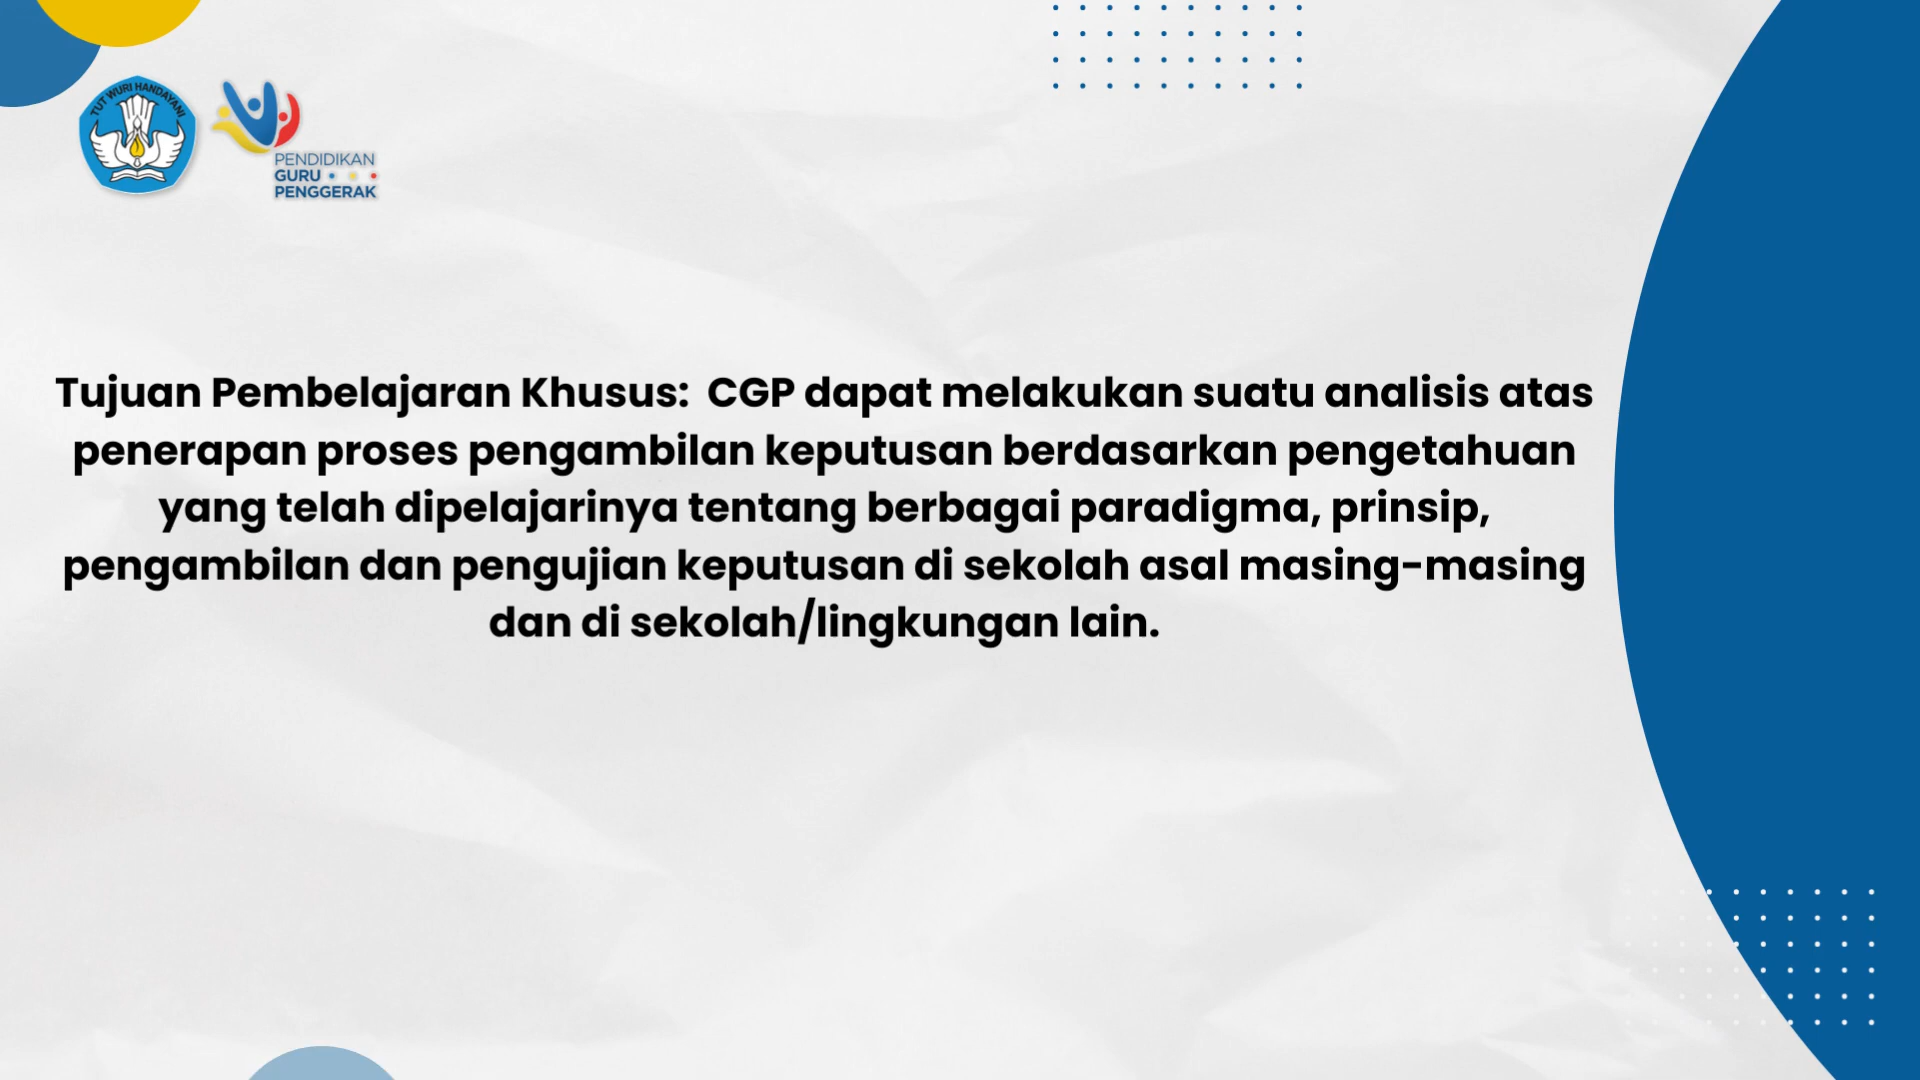 TUT WURI HANDAYANI
PENDIDIKAN
GURU
PENGGERAK
Tujuan Pembelajaran Khusus: CGP dapat melakukan suatu analisis atas
penerapan proses pengambilan keputusan berdasarkan pengetahuan
yang telah dipelajarinya tentang berbagai paradigma, prinsip,
pengambilan dan pengujian keputusan di sekolah asal masing-masing
dan di sekolah/lingkungan lain.